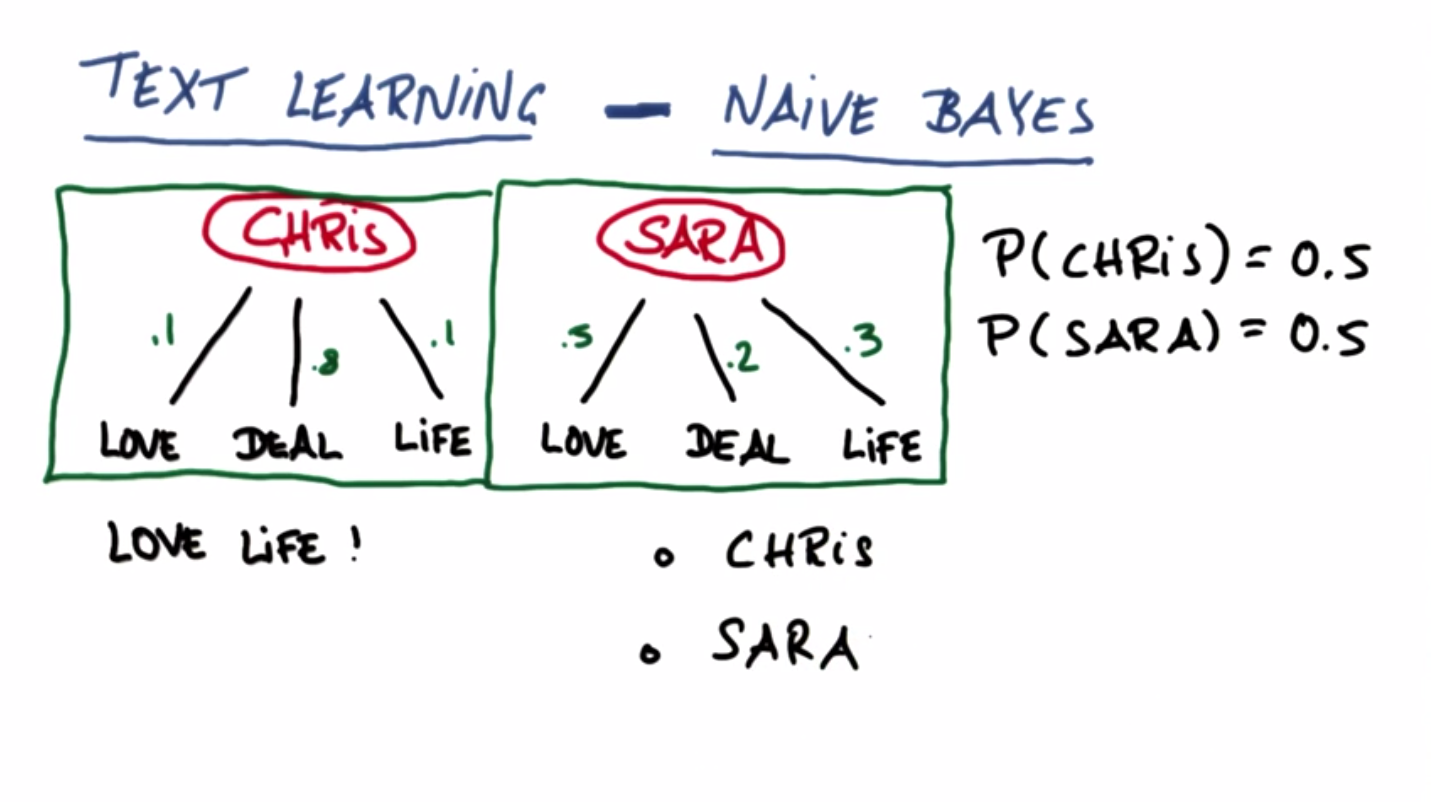 TEXT LEARNING – NAiVE BAYES
CHRiS
SARA
P(CHRiS) = 0.5
P(SARA) = 0.5
.1 .8 .1
.5 .2 .3
LOVE DEAL LiFE
LOVE DEAL LiFE
LOVE LiFE !
• CHRiS
• SARA